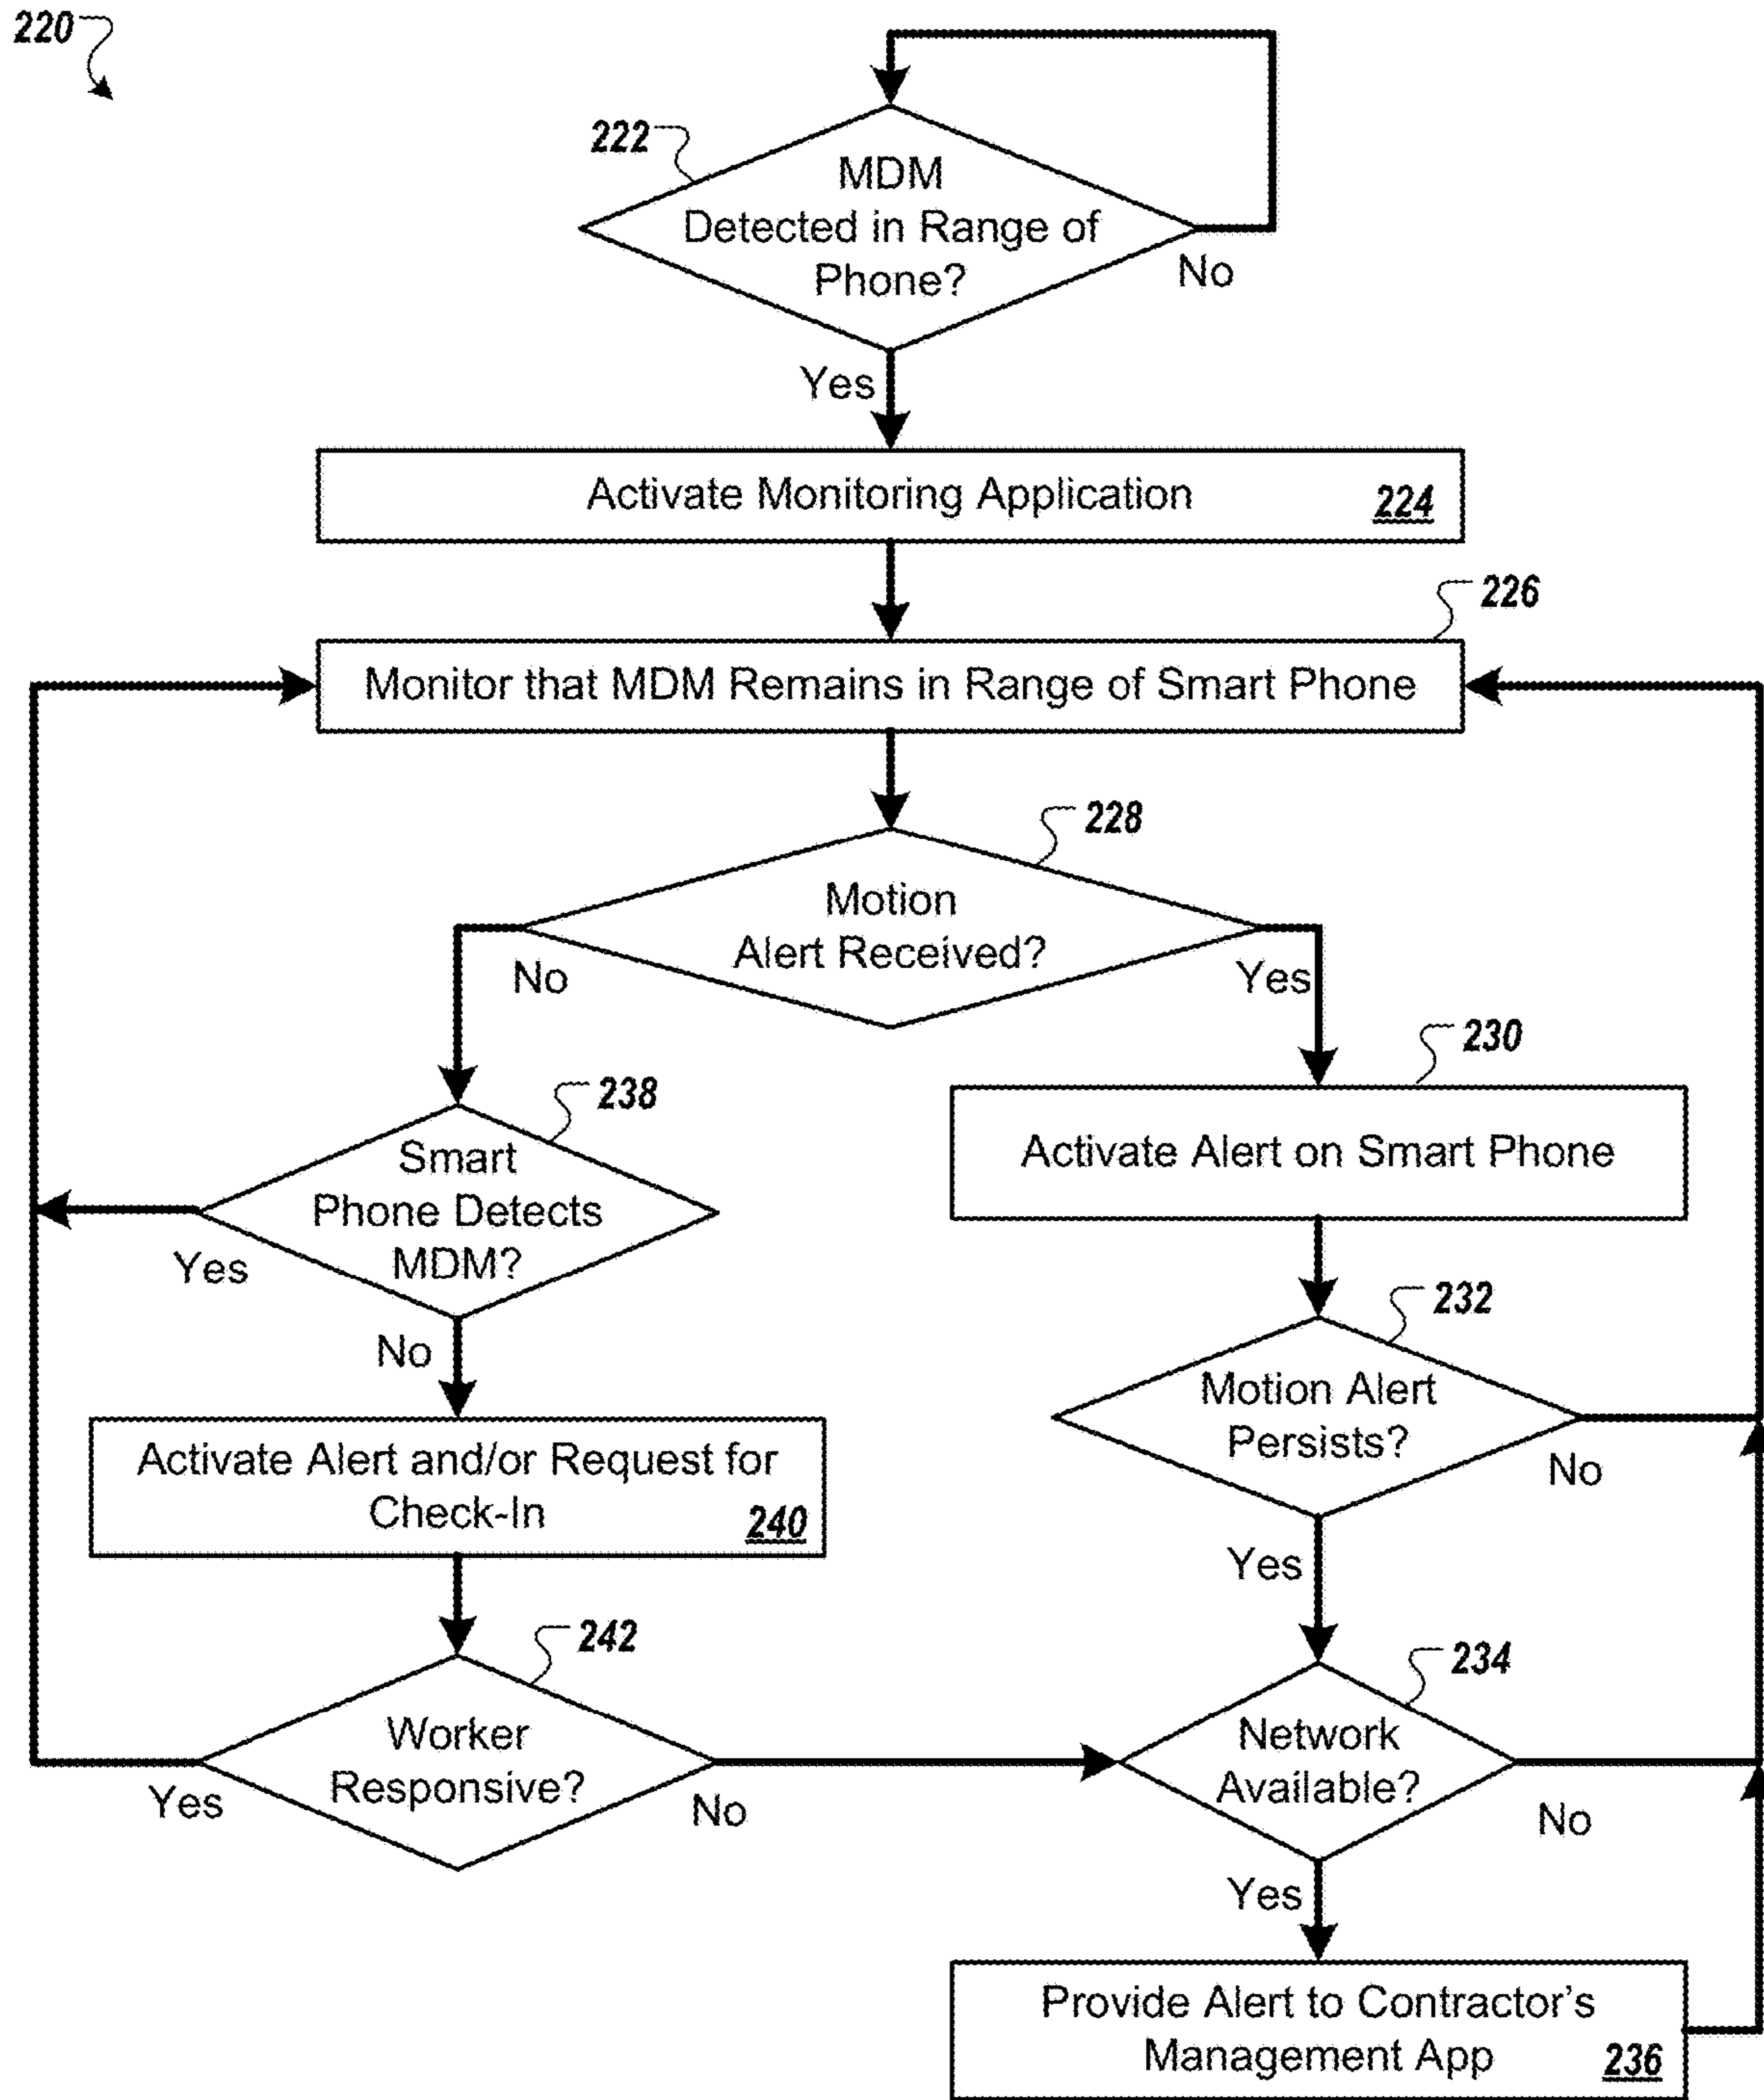 220
222
MDM
Detected in Range of
Phone?
No
Yes
Activate Monitoring Application
224
226
Monitor that MDM Remains in Range of Smart Phone
228
Motion
Alert Received?
No
Yes
230
Activate Alert on Smart Phone
238
Smart
Phone Detects
MDM?
Yes
No
232
Motion Alert
Persists?
No
Yes
Activate Alert and/or Request for
Check-In
240
242
Worker
Responsive?
Yes
No
234
Network
Available?
No
Yes
Provide Alert to Contractor's
Management App
236